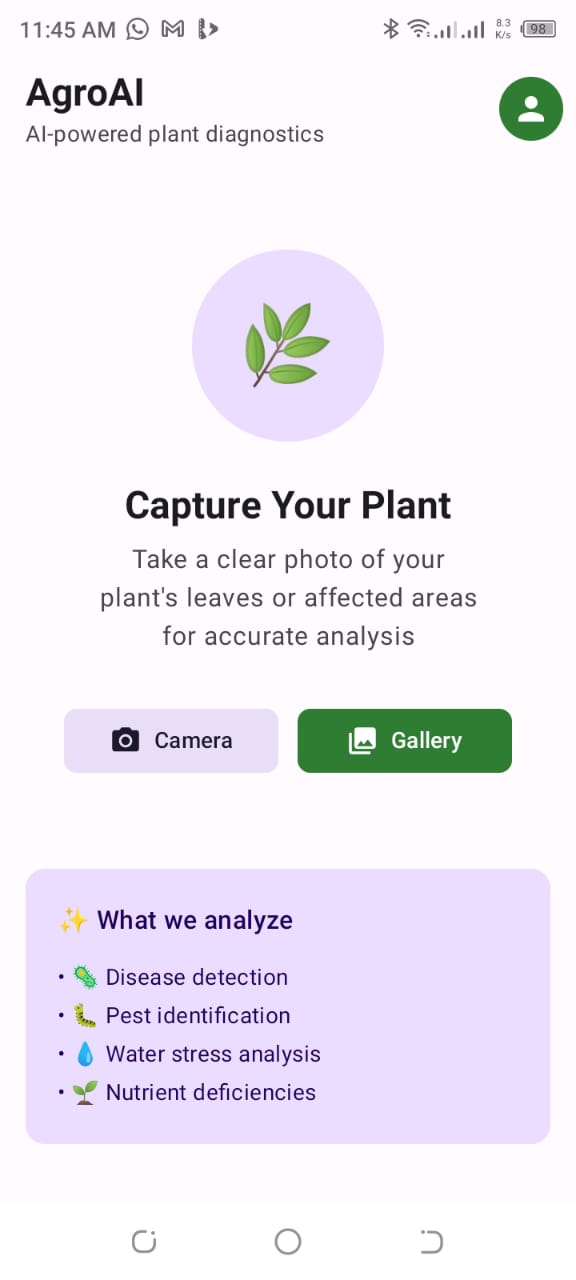 11:45 AM
8.3
K/s
98
AgroAI
AI-powered plant diagnostics
Capture Your Plant
Take a clear photo of your
plant's leaves or affected areas
for accurate analysis
Camera
Gallery
✨ What we analyze
• 🦠 Disease detection
• 🐛 Pest identification
• 💧 Water stress analysis
• 🌱 Nutrient deficiencies